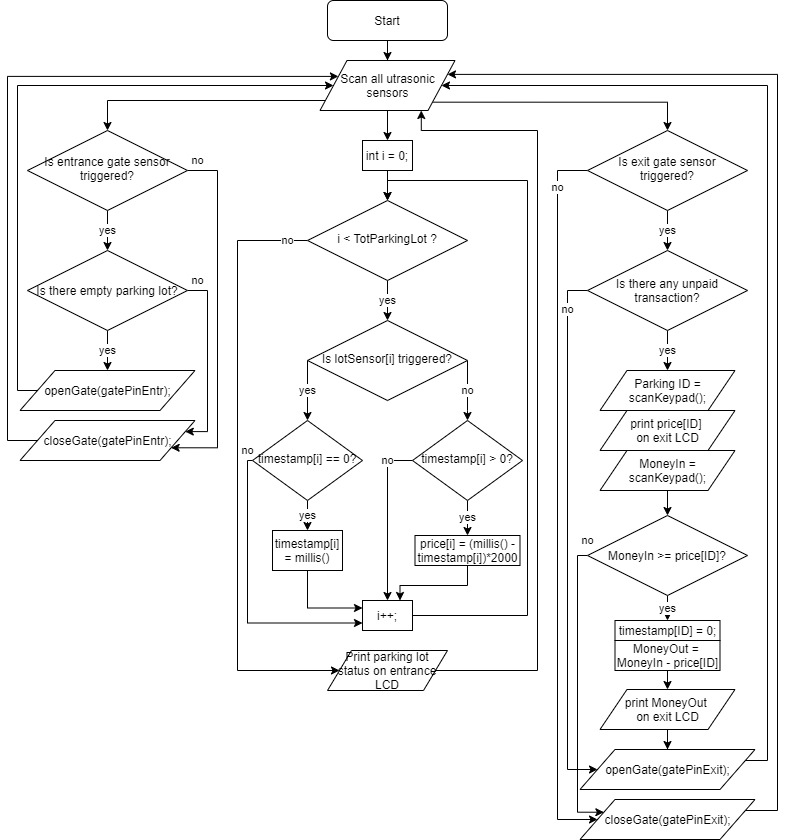 Start
Scan all utrasonic
sensors
Is entrance gate sensor
triggered?
no
yes
Is there empty parking lot?
no
yes
openGate(gatePinEntr);
closeGate(gatePinEntr);
int i = 0;
i < TotParkingLot ?
no
yes
Is lotSensor[i] triggered?
yes
no
timestamp[i] == 0?
no
yes
timestamp[i]
= millis()
timestamp[i] > 0?
no
yes
price[i] = (millis() -
timestamp[i])*2000
i++;
Print parking lot
status on entrance
LCD
Is exit gate sensor
triggered?
no
yes
Is there any unpaid
transaction?
no
yes
Parking ID =
scanKeypad();
print price[ID]
on exit LCD
MoneyIn =
scanKeypad();
MoneyIn >= price[ID]?
no
yes
timestamp[ID] = 0;
MoneyOut =
MoneyIn - price[ID]
print MoneyOut
on exit LCD
openGate(gatePinExit);
closeGate(gatePinExit);